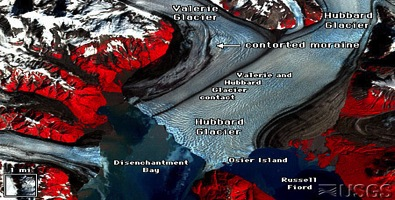 Valerie
Glacier
Hubbard
Glacier
contorted moraine
Valerie and
Hubbard
Glacier
contact
Hubbard
Glacier
Disenchantment
Bay
Osier Island
Russell
Fiord
1 mi.
USGS